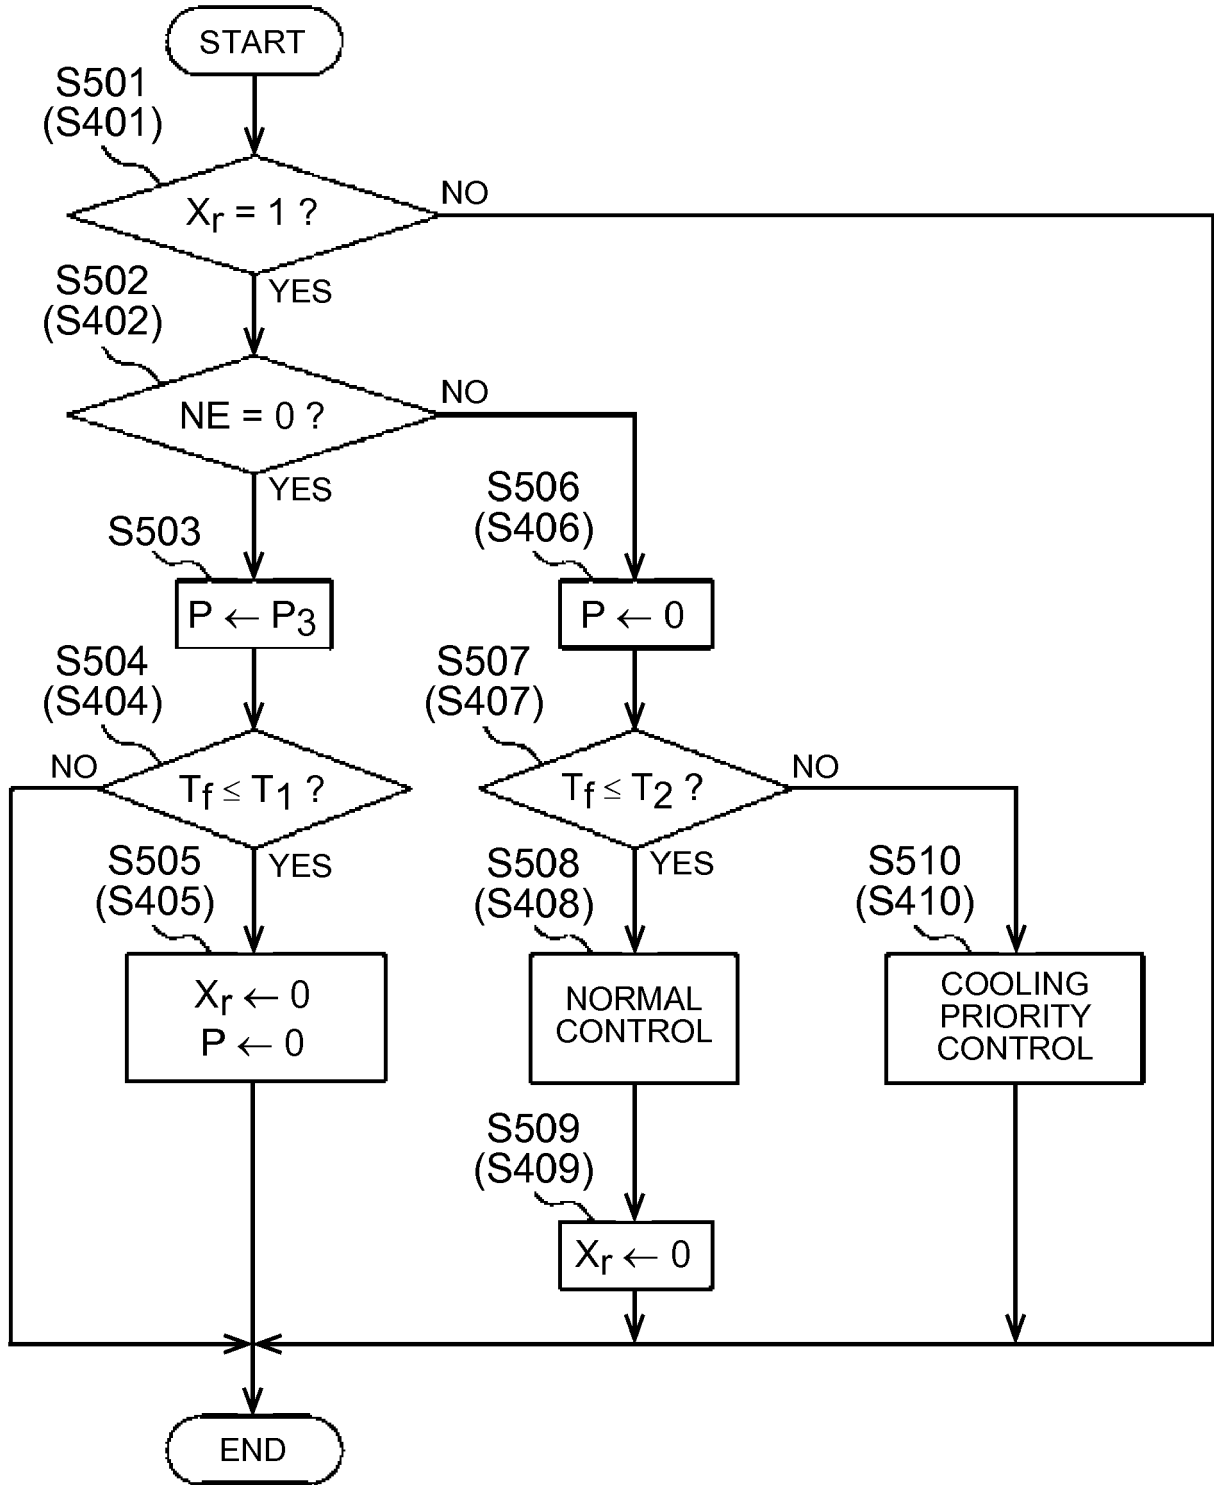 START
S501
(S401)
Xr = 1 ?
NO
YES
S502
(S402)
NE = 0 ?
NO
YES
S503
P ← P3
S506
(S406)
P ← 0
S504
(S404)
Tf ≤ T1 ?
NO
YES
S507
(S407)
Tf ≤ T2 ?
NO
YES
S505
(S405)
Xr ← 0
P ← 0
S508
(S408)
NORMAL
CONTROL
S510
(S410)
COOLING
PRIORITY
CONTROL
S509
(S409)
Xr ← 0
END